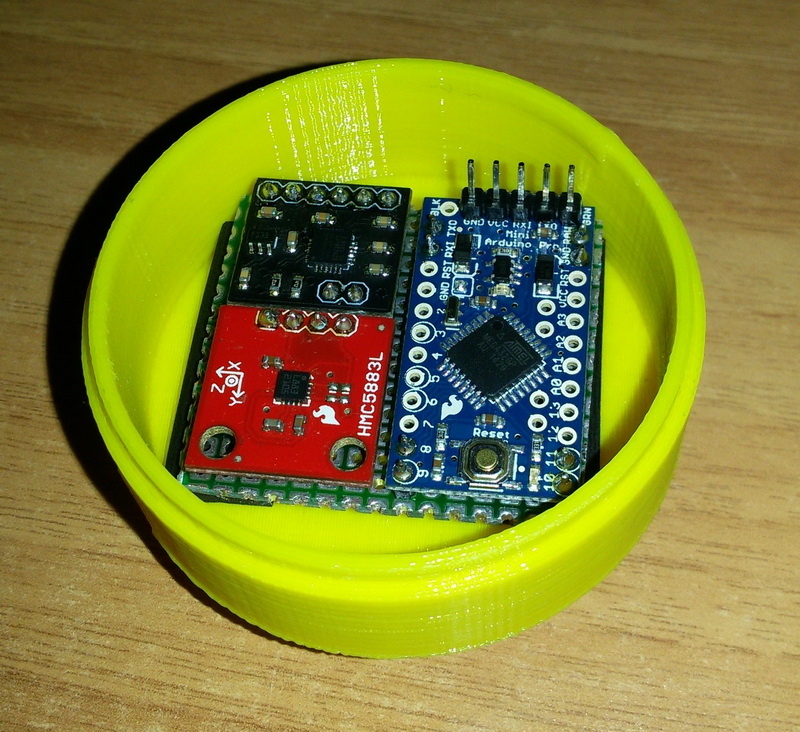 BLK
GND VCC RXI TXO
GRN
Mini
Arduino Pro
TXO
RXI
RST
GND
2
3
4
5
6
7
8
9
RAW
GND
RST
VCC
A3
A2
A1
A0
13
12
11
10
Reset
Z
X
Y
HMC5883L